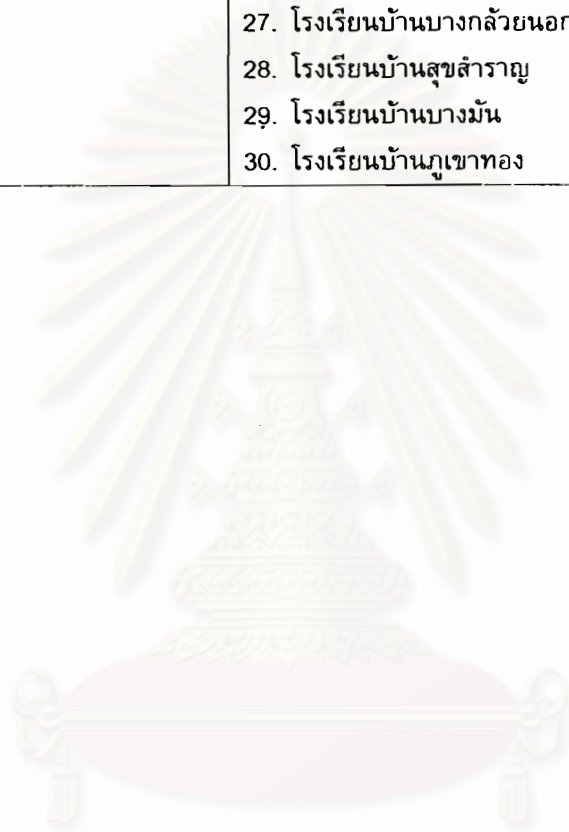 27. โรงเรียนบ้านบางกล้วยนอก
28. โรงเรียนบ้านสุขสำราญ
29. โรงเรียนบ้านบางมัน
30. โรงเรียนบ้านภูเขาทอง